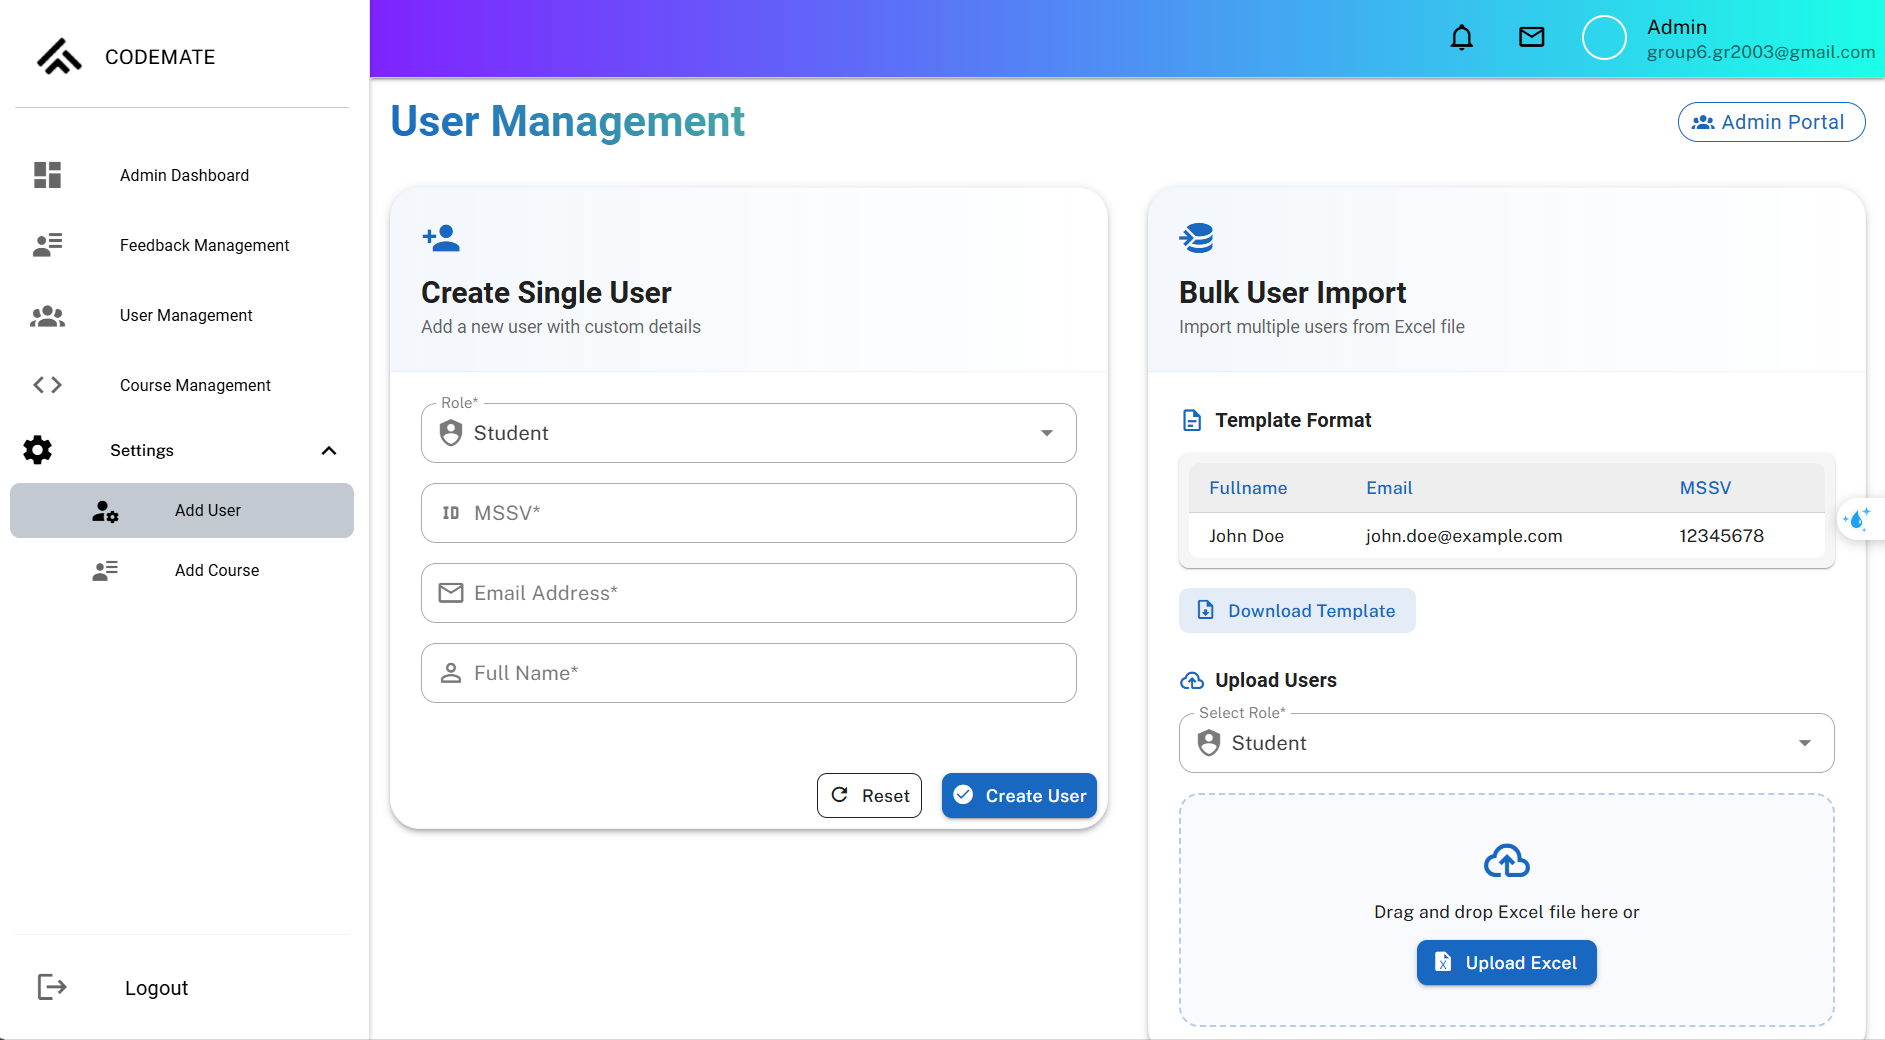 CODEMATE
Admin
group6.gr2003@gmail.com
User Management
Admin Portal
Admin Dashboard
Feedback Management
User Management
Course Management
Settings
Add User
Add Course
Logout
Create Single User
Add a new user with custom details
Role*
Student
ID MSSV*
Email Address*
Full Name*
Reset
Create User
Bulk User Import
Import multiple users from Excel file
Template Format
Fullname Email MSSV
John Doe john.doe@example.com 12345678
Download Template
Upload Users
Select Role*
Student
Drag and drop Excel file here or
X Upload Excel